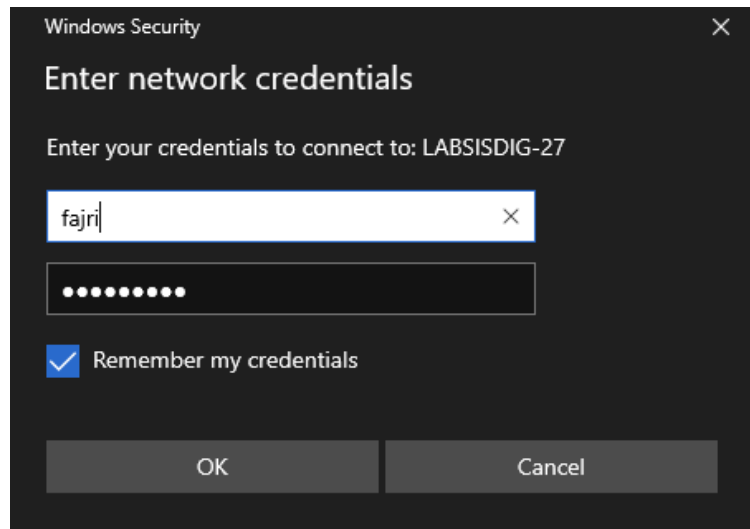 Windows Security
Enter network credentials
Enter your credentials to connect to: LABSISDIG-27
fajri
●●●●●●●●●
Remember my credentials
OK Cancel